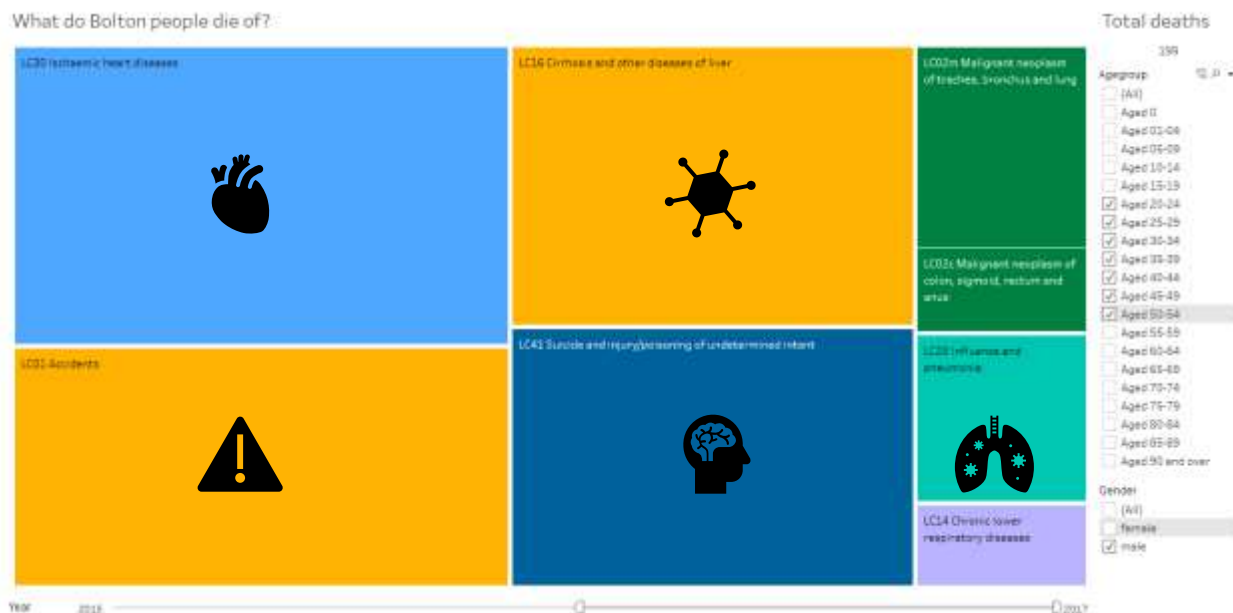 What do Bolton people die of?
LC30 Ischaemic heart diseases
LC51 Accidents
LC16 Cirrhosis and other diseases of liver
LC41 Suicide and injury/poisoning of undetermined intent
LC02m Malignant neoplasm
of trachea, bronchus and lung
LC02c Malignant neoplasm of
colon, sigmoid, rectum and
anus
Influenza and
pneumonia
LC14 Chronic lower
respiratory diseases
Total deaths
Agegroup
(All)
Aged 0
Aged 01-04
Aged 05-09
Aged 10-14
Aged 15-19
Aged 20-24
Aged 25-29
Aged 30-34
Aged 35-39
Aged 40-44
Aged 45-49
Aged 50-54
Aged 55-59
Aged 60-64
Aged 65-69
Aged 70-74
Aged 75-79
Aged 80-84
Aged 85-89
Aged 90 and over
Gender
(All)
female
male
Year
2017